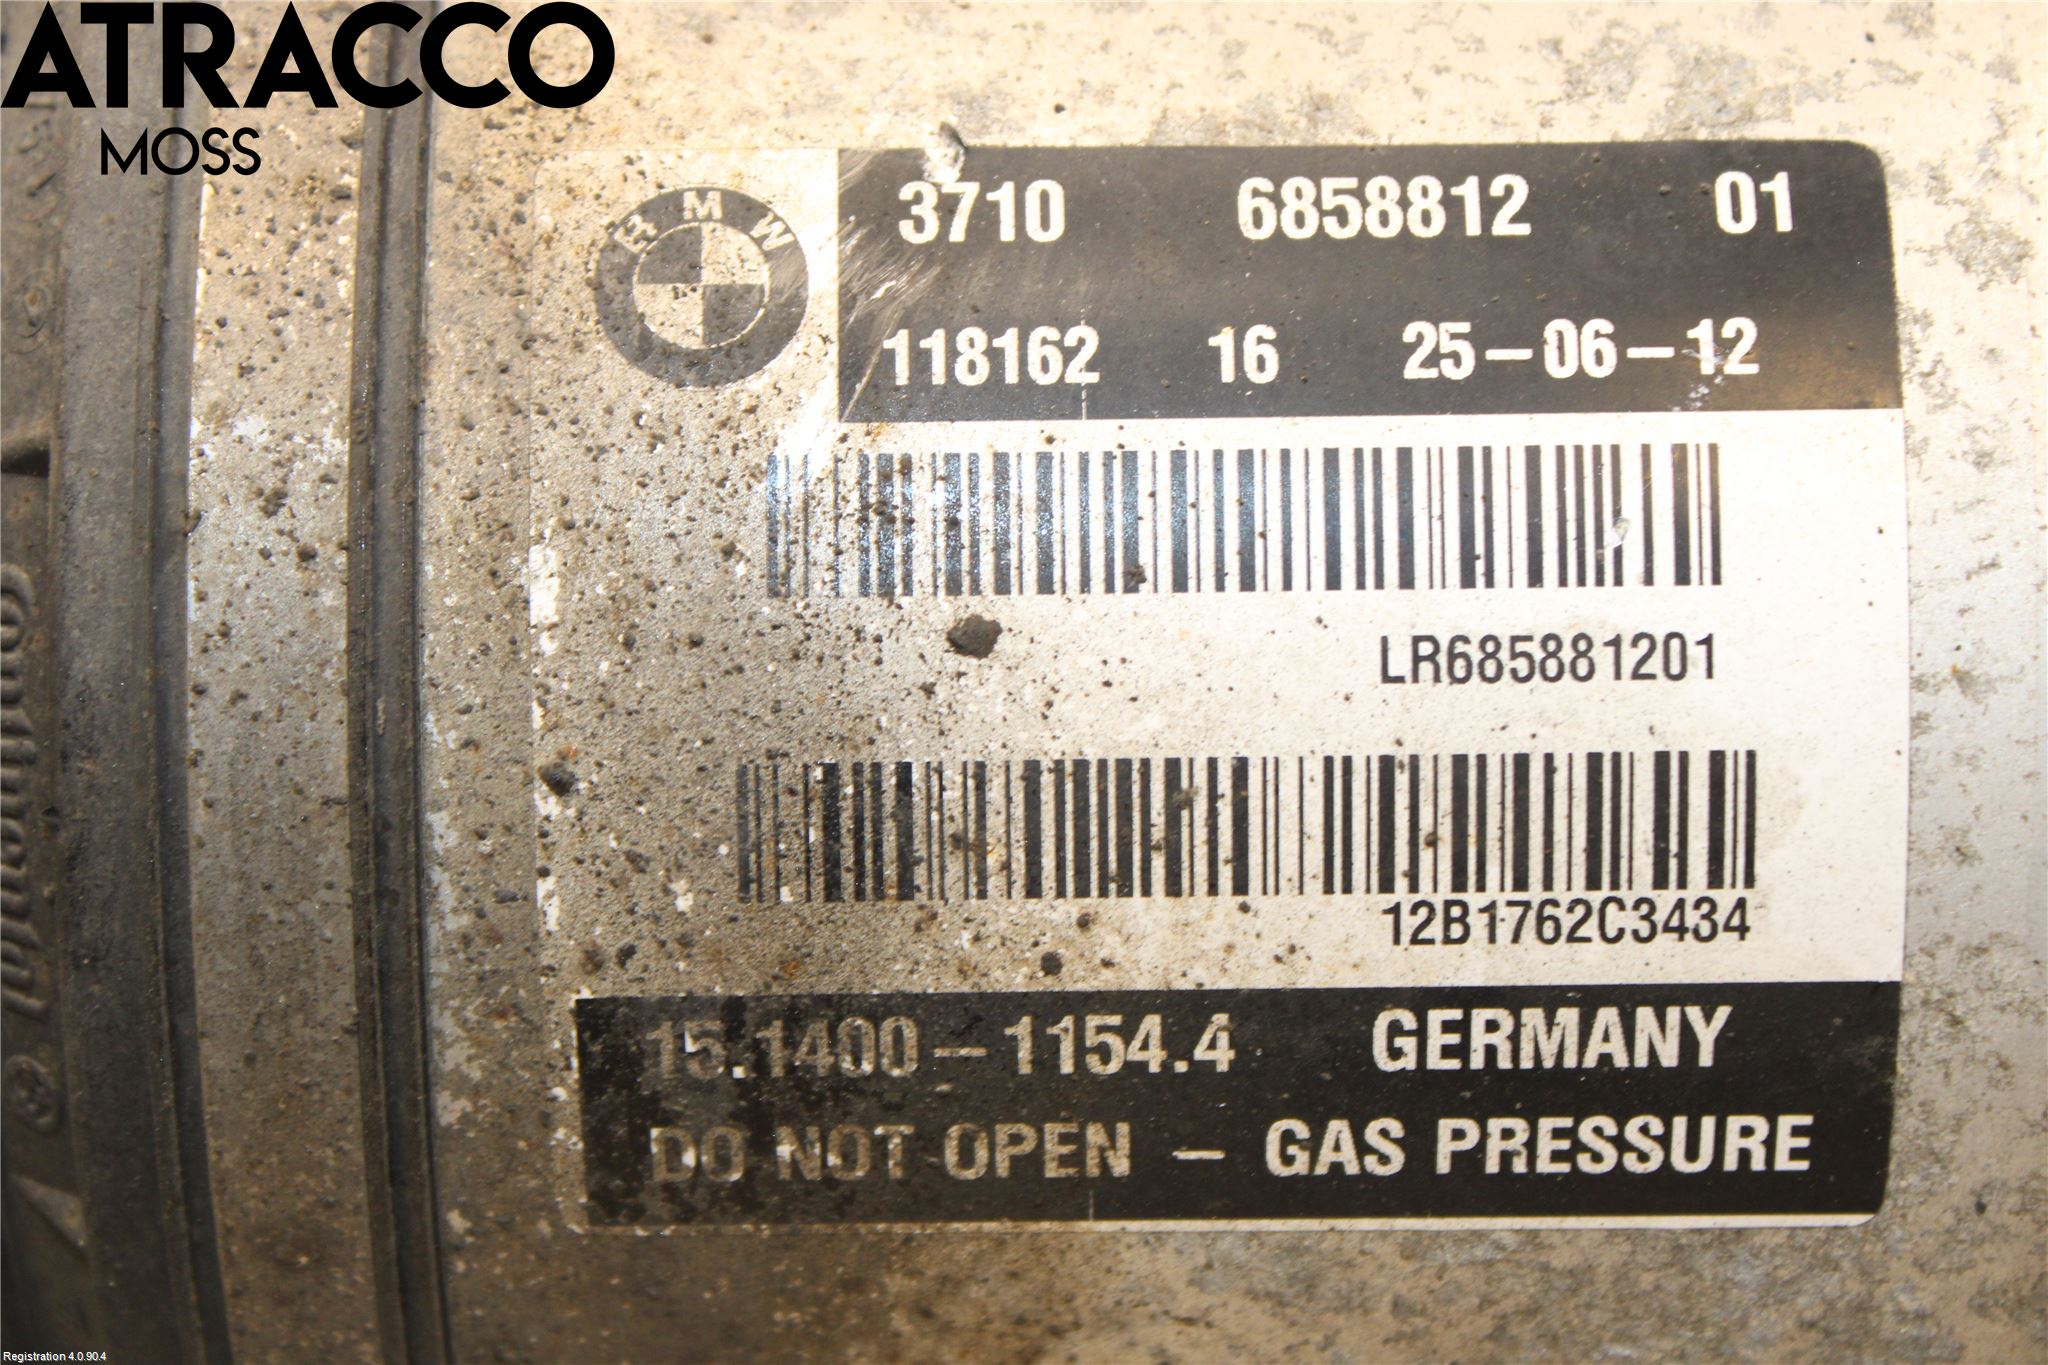 ATRACCO
MOSS
BMW
3710 6858812 01
118162 16 25-06-12
LR685881201
12B1762C3434
15.1400-1154.4 GERMANY
DO NOT OPEN - GAS PRESSURE
Registration 4.0.90.4